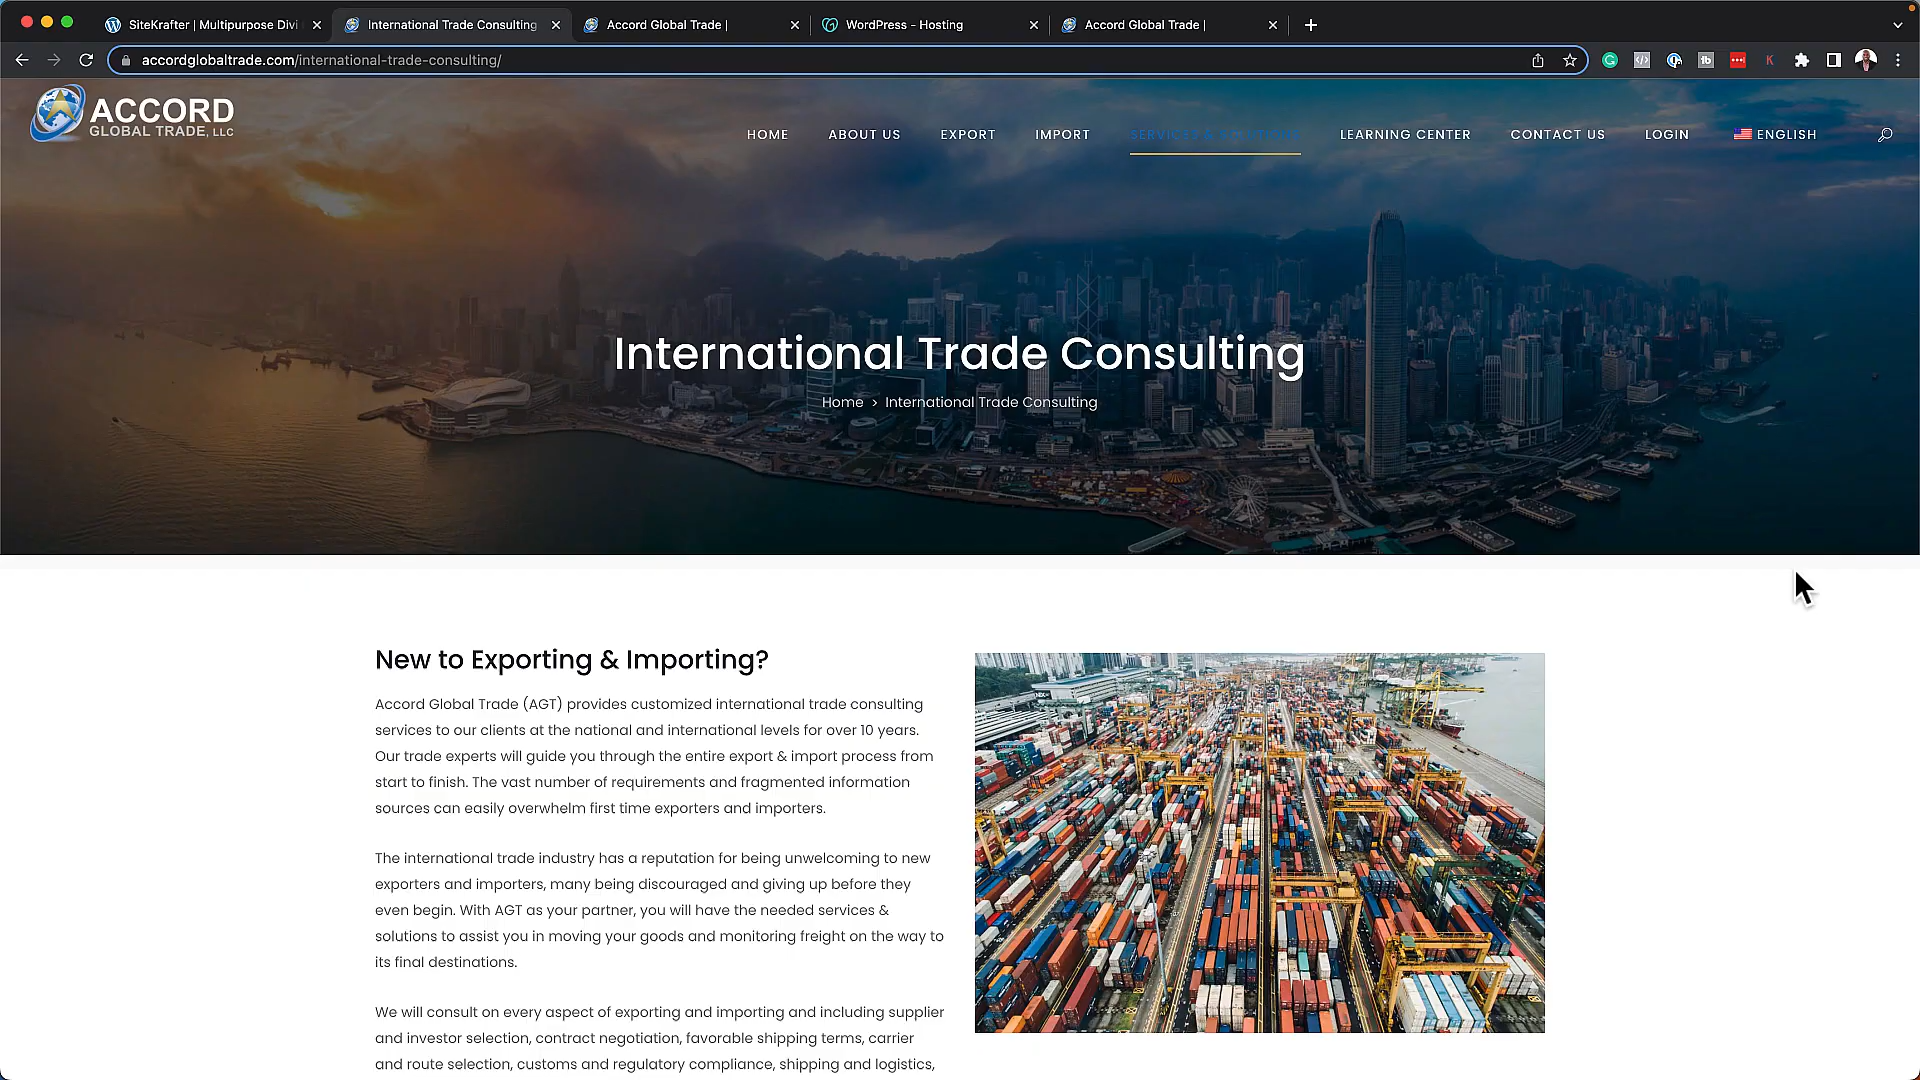 SiteKrafter | Multipurpose Divi
International Trade Consulting
Accord Global Trade |
WordPress - Hosting
Accord Global Trade |
accordglobaltrade.com/international-trade-consulting/
ACCORD
GLOBAL TRADE, LLC
HOME
ABOUT US
EXPORT
IMPORT
SERVICES & SOLUTIONS
LEARNING CENTER
CONTACT US
LOGIN
ENGLISH
International Trade Consulting
Home > International Trade Consulting
New to Exporting & Importing?
Accord Global Trade (AGT) provides customized international trade consulting
services to our clients at the national and international levels for over 10 years.
Our trade experts will guide you through the entire export & import process from
start to finish. The vast number of requirements and fragmented information
sources can easily overwhelm first time exporters and importers.
The international trade industry has a reputation for being unwelcoming to new
exporters and importers, many being discouraged and giving up before they
even begin. With AGT as your partner, you will have the needed services &
solutions to assist you in moving your goods and monitoring freight on the way to
its final destinations.
We will consult on every aspect of exporting and importing and including supplier
and investor selection, contract negotiation, favorable shipping terms, carrier
and route selection, customs and regulatory compliance, shipping and logistics,